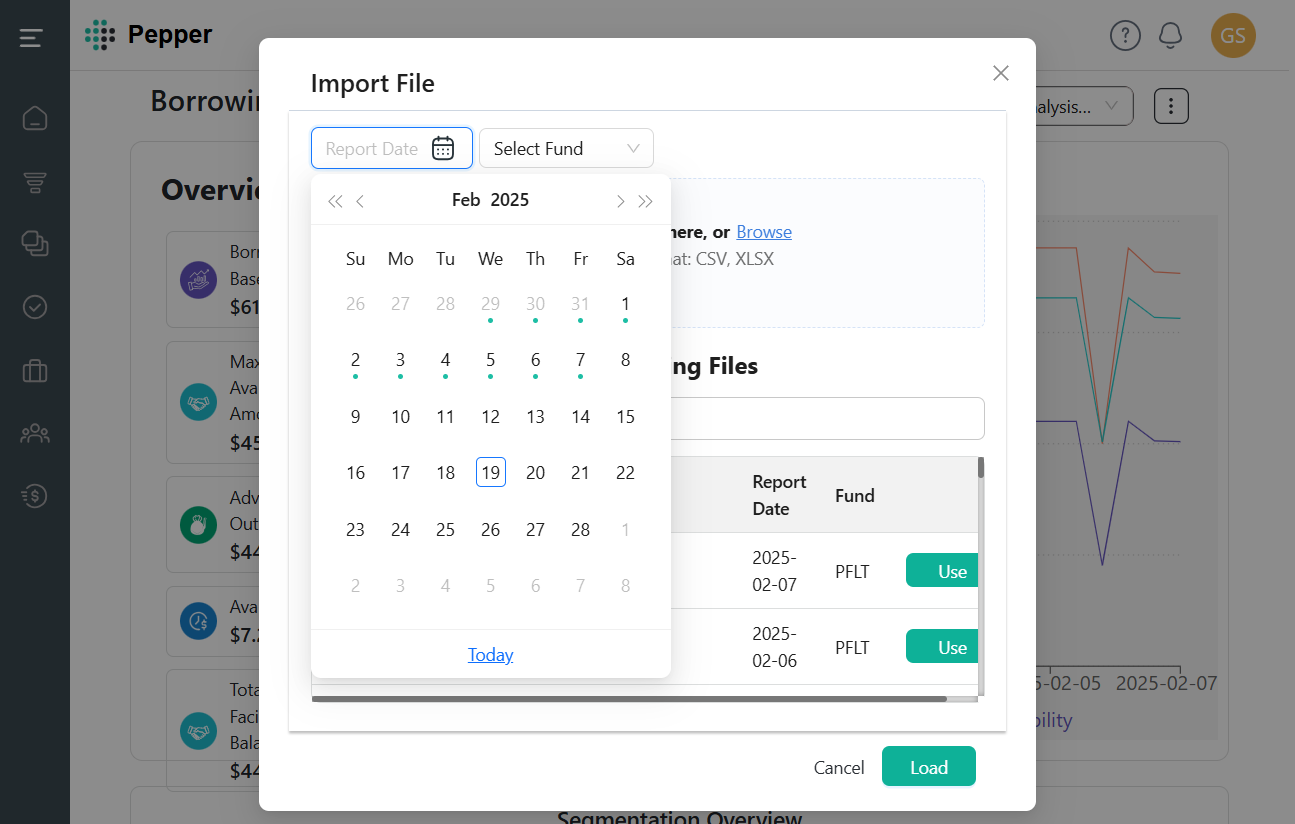 Pepper
?
GS
Import File
Borrowi
alysis...
Report Date
Select Fund
Overvi
Feb 2025
here, or Browse
at: CSV, XLSX
Su Mo Tu We Th Fr Sa
26 27 28 29 30 31 1
2 3 4 5 6 7 8
9 10 11 12 13 14 15
16 17 18 19 20 21 22
23 24 25 26 27 28 1
2 3 4 5 6 7 8
Today
Borr
Base
$61
Max
Ava
Amo
$45
Adv
Out
$44
Ava
$7.2
Tota
Faci
Bala
$44
ng Files
Report
Date
Fund
2025-
02-07
PFLT
Use
2025-
02-06
PFLT
Use
5-02-05 2025-02-07
bility
Cancel
Load
Segmentation Overview